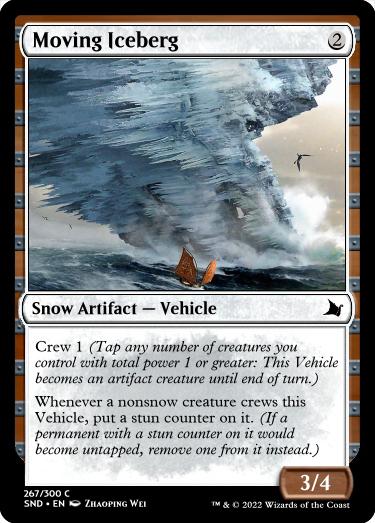 Moving Iceberg 2
Snow Artifact — Vehicle
Crew 1 (Tap any number of creatures you
control with total power 1 or greater: This Vehicle
becomes an artifact creature until end of turn.)
Whenever a nonsnow creature crews this
Vehicle, put a stun counter on it. (If a
permanent with a stun counter on it would
become untapped, remove one from it instead.)
3/4
267/300 C
SND • EN Zhaoping Wei
™ & © 2022 Wizards of the Coast